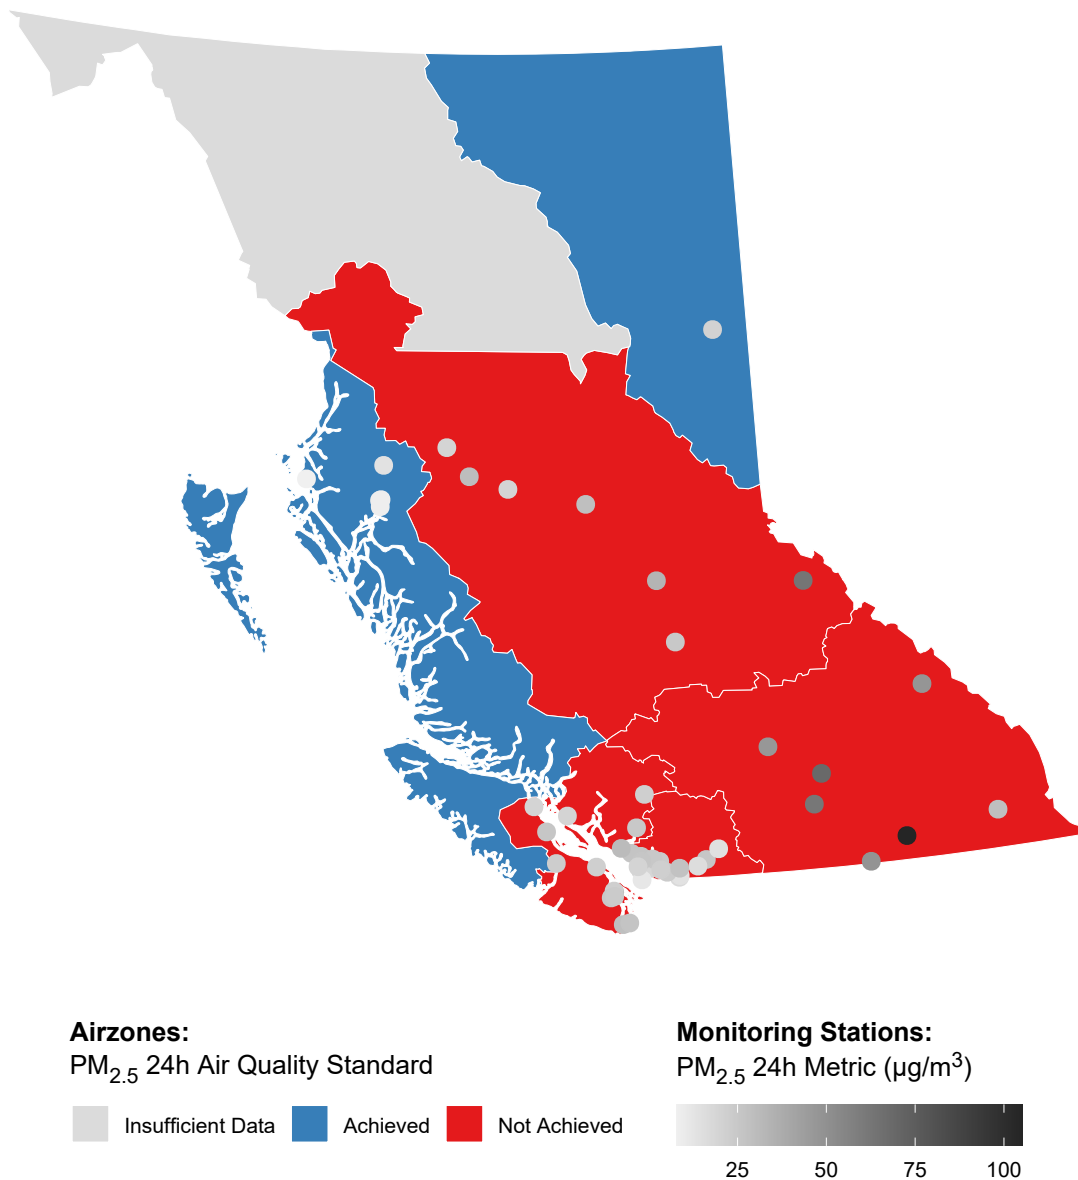 Airzones:
PM2.5 24h Air Quality Standard
Insufficient Data Achieved Not Achieved
Monitoring Stations:
PM2.5 24h Metric (µg/m³)
25 50 75 100